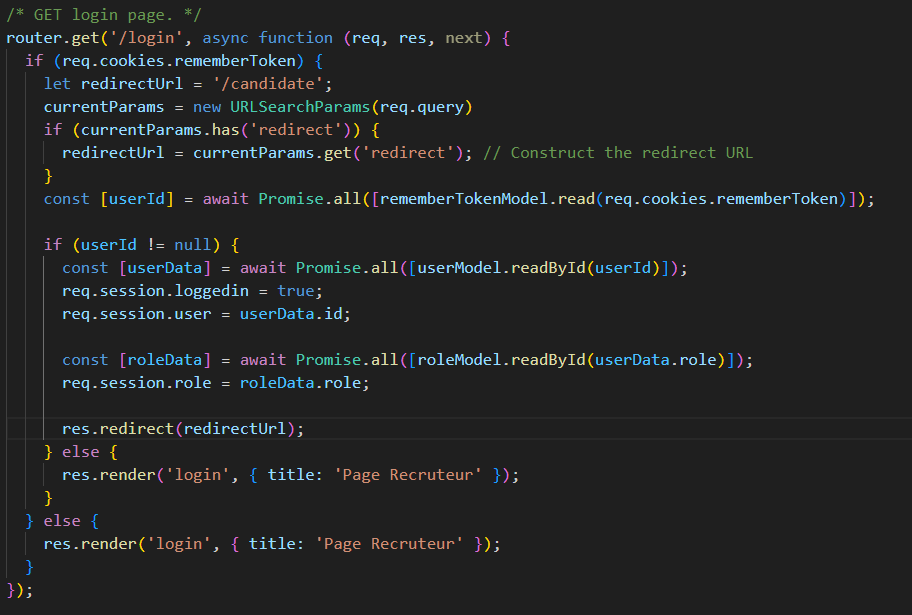 /* GET login page. */
router.get('/login', async function (req, res, next) {
  if (req.cookies.rememberToken) {
    let redirectUrl = '/candidate';
    currentParams = new URLSearchParams(req.query)
    if (currentParams.has('redirect')) {
      redirectUrl = currentParams.get('redirect'); // Construct the redirect URL
    }
    const [userId] = await Promise.all([rememberTokenModel.read(req.cookies.rememberToken)]);

    if (userId != null) {
      const [userData] = await Promise.all([userModel.readById(userId)]);
      req.session.loggedin = true;
      req.session.user = userData.id;

      const [roleData] = await Promise.all([roleModel.readById(userData.role)]);
      req.session.role = roleData.role;

      res.redirect(redirectUrl);
    } else {
      res.render('login', { title: 'Page Recruteur' });
    }
  } else {
    res.render('login', { title: 'Page Recruteur' });
  }
});